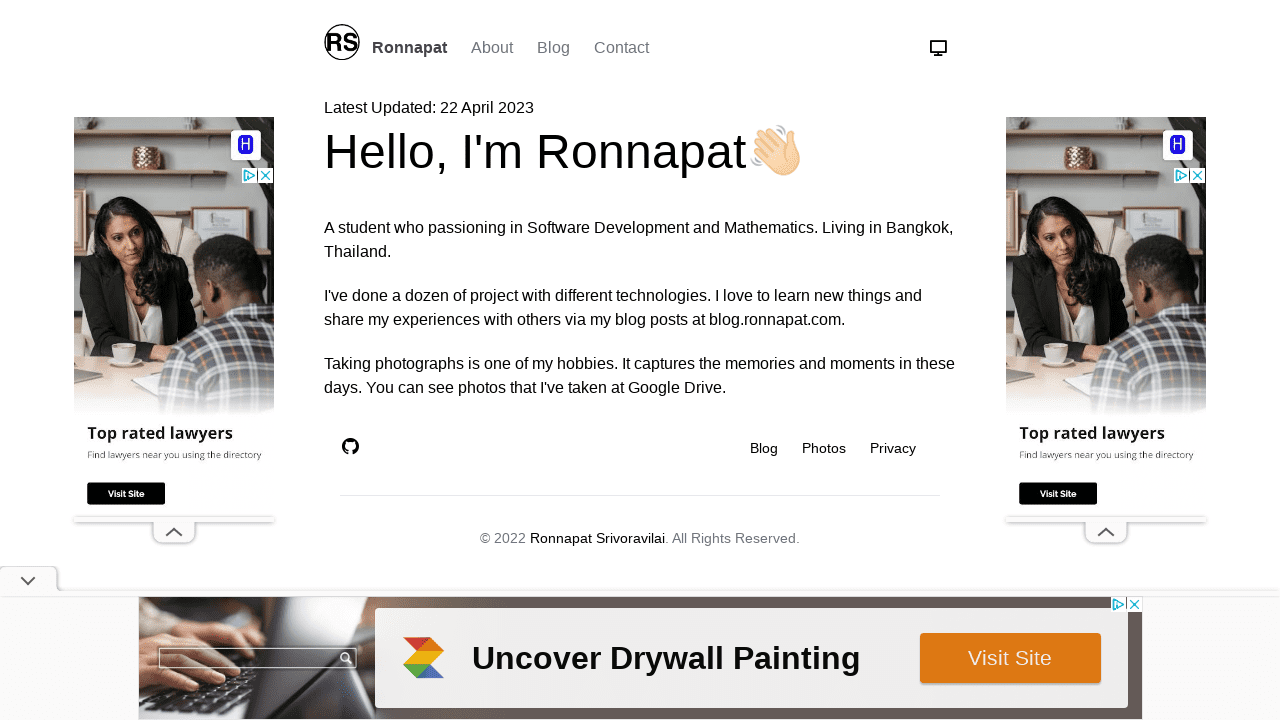 RS
Ronnapat About Blog Contact
Latest Updated: 22 April 2023
Hello, I'm Ronnapat👋🏻
A student who passioning in Software Development and Mathematics. Living in Bangkok,
Thailand.
I've done a dozen of project with different technologies. I love to learn new things and
share my experiences with others via my blog posts at blog.ronnapat.com.
Taking photographs is one of my hobbies. It captures the memories and moments in these
days. You can see photos that I've taken at Google Drive.
Blog Photos Privacy
© 2022 Ronnapat Srivoravilai. All Rights Reserved.
H
Top rated lawyers
Find lawyers near you using the directory
Visit Site
H
Top rated lawyers
Find lawyers near you using the directory
Visit Site
Uncover Drywall Painting
Visit Site